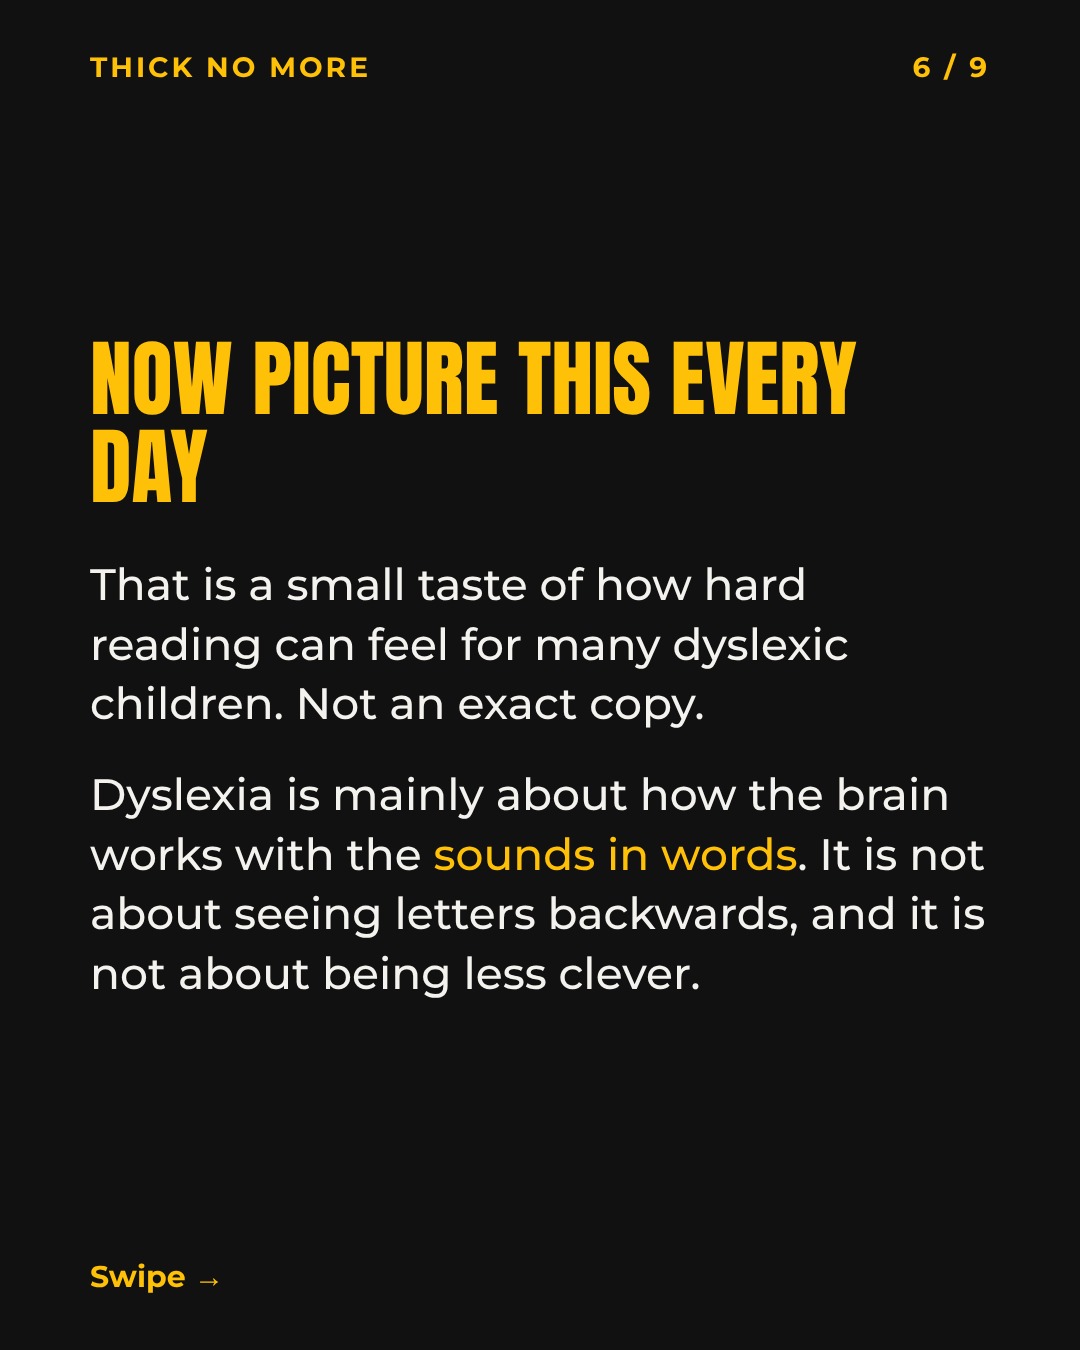 THICK NO MORE
6 / 9
NOW PICTURE THIS EVERY
DAY
That is a small taste of how hard
reading can feel for many dyslexic
children. Not an exact copy.
Dyslexia is mainly about how the brain
works with the sounds in words. It is not
about seeing letters backwards, and it is
not about being less clever.
Swipe →